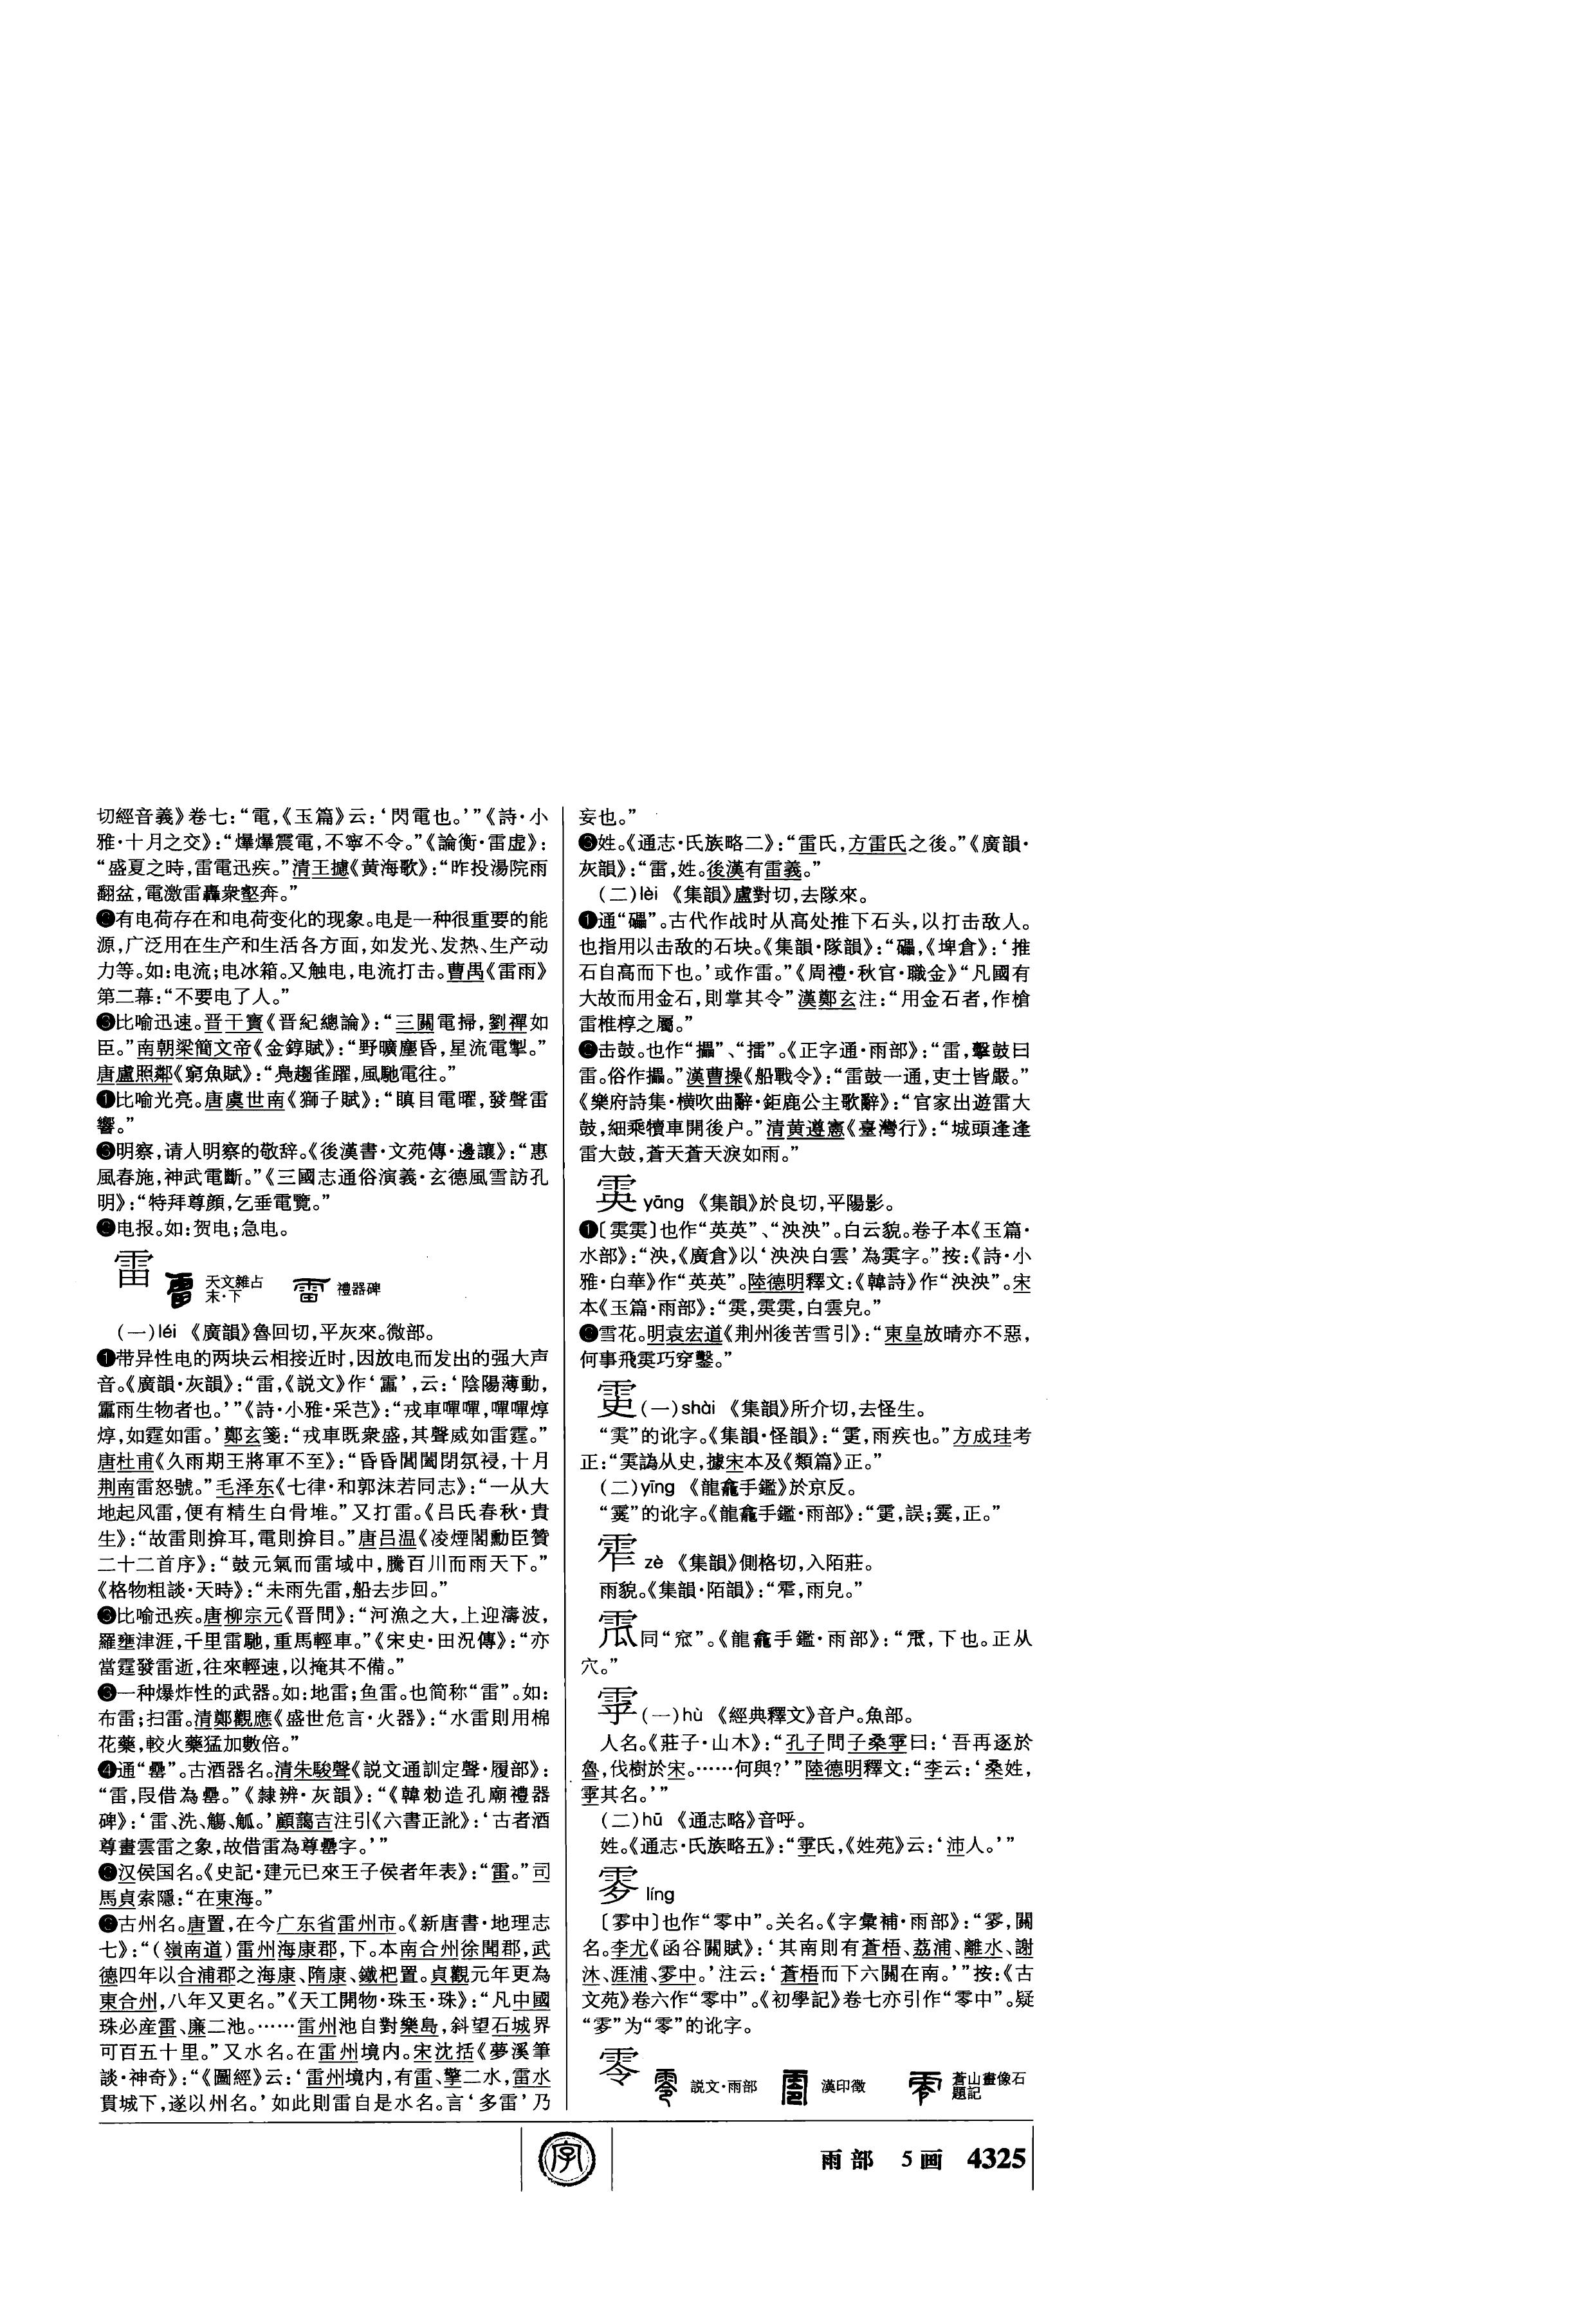 切經音義》卷七：“電，《玉篇》云：‘閃電也。’”《詩·小
雅·十月之交》：“爆爆震電，不寧不令。”《論衡·雷虚》：
“盛夏之時，雷電迅疾。”清王攄《黄海歌》：“昨投湯院雨
翻盆，電激雷轟衆壑奔。”
❷有电荷存在和电荷变化的现象。电是一种很重要的能
源，广泛用在生产和生活各方面，如发光、发热、生产动
力等。如：电流；电冰箱。又触电，电流打击。曹禺《雷雨》
第二幕：“不要电了人。”
❸比喻迅速。晋干寳《晋紀總論》：“三關電掃，劉禪如
臣。”南朝梁簡文帝《金錞賦》：“野曠塵昏，星流電掣。”
唐盧照鄰《窮魚賦》：“鳧趨雀躍，風馳電往。”
比喻光亮。唐虞世南《獅子賦》：“瞋目電曜，發聲雷
響。”
明察，请人明察的敬辞。《後漢書·文苑傳·邊讓》：“惠
風春施，神武電斷。”《三國志通俗演義·玄德風雪訪孔
明》：“特拜尊顔，乞垂電覽。”
电报。如：贺电；急电。
雷 天文雜占
末·下 禮器碑
（一）léi 《廣韻》魯回切，平灰來。微部。
❶带异性电的两块云相接近时，因放电而发出的强大声
音。《廣韻·灰韻》：“雷，《説文》作‘靁’，云：‘陰陽薄動，
靁雨生物者也。’”《詩·小雅·采芑》：“戎車嘽嘽，嘽嘽焞
焞，如霆如雷。’鄭玄箋：“戎車既衆盛，其聲威如雷霆。”
唐杜甫《久雨期王將軍不至》：“昏昏閶闔閉氛祲，十月
荆南雷怒號。”毛泽东《七律·和郭沫若同志》：“一从大
地起风雷，便有精生白骨堆。”又打雷。《吕氏春秋·貴
生》：“故雷則揜耳，電則揜目。”唐吕温《凌煙閣勳臣贊
二十二首序》：“鼓元氣而雷域中，騰百川而雨天下。”
《格物粗談·天時》：“未雨先雷，船去步回。”
比喻迅疾。唐柳宗元《晋問》：“河漁之大，上迎濤波，
羅壅津涯，千里雷馳，重馬輕車。”《宋史·田況傳》：“亦
當霆發雷逝，往來輕速，以掩其不備。”
❸一种爆炸性的武器。如：地雷；鱼雷。也简称“雷”。如：
布雷；扫雷。清鄭觀應《盛世危言·火器》：“水雷則用棉
花藥，較火藥猛加數倍。”
❹通“罍”。古酒器名。清朱駿聲《説文通訓定聲·履部》：
“雷，叚借為罍。”《隸辨·灰韻》：“《韓勑造孔廟禮器
碑》：‘雷、洗、觴、觚。’顧藹吉注引《六書正訛》：‘古者酒
尊畫雲雷之象，故借雷為尊罍字。’”
汉侯国名。《史記·建元已來王子侯者年表》：“雷。”司
馬貞索隱：“在東海。”
古州名。唐置，在今广东省雷州市。《新唐書·地理志
七》：“（嶺南道）雷州海康郡，下。本南合州徐聞郡，武
德四年以合浦郡之海康、隋康、鐵杷置。貞觀元年更為
東合州，八年又更名。”《天工開物·珠玉·珠》：“凡中國
珠必産雷、廉二池。……雷州池自對樂島，斜望石城界
可百五十里。”又水名。在雷州境内。宋沈括《夢溪筆
談·神奇》：“《圖經》云：‘雷州境内，有雷、擎二水，雷水
貫城下，遂以州名。’如此則雷自是水名。言‘多雷’乃
妄也。”
姓。《通志·氏族略二》：“雷氏，方雷氏之後。”《廣韻·
灰韻》：“雷，姓。後漢有雷義。”
（二）lèi 《集韻》盧對切，去隊來。
❶通“礧”。古代作战时从高处推下石头，以打击敌人。
也指用以击敌的石块。《集韻·隊韻》：“礧，《埤倉》：‘推
石自高而下也。’或作雷。”《周禮·秋官·職金》“凡國有
大故而用金石，則掌其令”漢鄭玄注：“用金石者，作槍
雷椎椁之屬。”
❷击鼓。也作“攂”、“擂”。《正字通·雨部》：“雷，擊鼓曰
雷。俗作攂。”漢曹操《船戰令》：“雷鼓一通，吏士皆嚴。”
《樂府詩集·横吹曲辭·鉅鹿公主歌辭》：“官家出遊雷大
鼓，細乘犢車開後户。”清黄遵憲《臺灣行》：“城頭逢逢
雷大鼓，蒼天蒼天淚如雨。”
霙 yāng 《集韻》於良切，平陽影。
❶〔霙霙〕也作“英英”、“泱泱”。白云貌。卷子本《玉篇·
水部》：“泱，《廣倉》以‘泱泱白雲’為霙字。”按：《詩·小
雅·白華》作“英英”。陸德明釋文：《韓詩》作“泱泱”。宋
本《玉篇·雨部》：“霙，霙霙，白雲皃。”
雪花。明袁宏道《荆州後苦雪引》：“東皇放晴亦不惡，
何事飛霙巧穿鑿。”
（一）shài 《集韻》所介切，去怪生。
的讹字。《集韻·怪韻》：，雨疾也。”方成珪考
正：譌从史，據宋本及《類篇》正。”
（二）yīng 《龍龕手鑑》於京反。
“霙”的讹字。《龍龕手鑑·雨部》：，誤；霙，正。”
zè 《集韻》側格切，入陌莊。
雨貌。《集韻·陌韻》：，雨皃。”
同“窊”。《龍龕手鑑·雨部》：，下也。正从
穴。”
雽（一）hù 《經典釋文》音户。魚部。
人名。《莊子·山木》：“孔子問子桑雽曰：‘吾再逐於
魯，伐樹於宋。……何與？’”陸德明釋文：“李云：‘桑姓，
雽其名。’”
（二）hū 《通志略》音呼。
姓。《通志·氏族略五》：“雽氏，《姓苑》云：‘沛人。’”
líng
中〕也作“零中”。关名。《字彙補·雨部》：，關
名。李尤《函谷關賦》：‘其南則有蒼梧、荔浦、離水、謝
沐、涯浦、中。’注云：‘蒼梧而下六關在南。’”按：《古
文苑》卷六作“零中”。《初學記》卷七亦引作“零中”。疑
为“零”的讹字。
零 説文·雨部 漢印徵 蒼山畫像石
題記
字
雨部 5画 4325